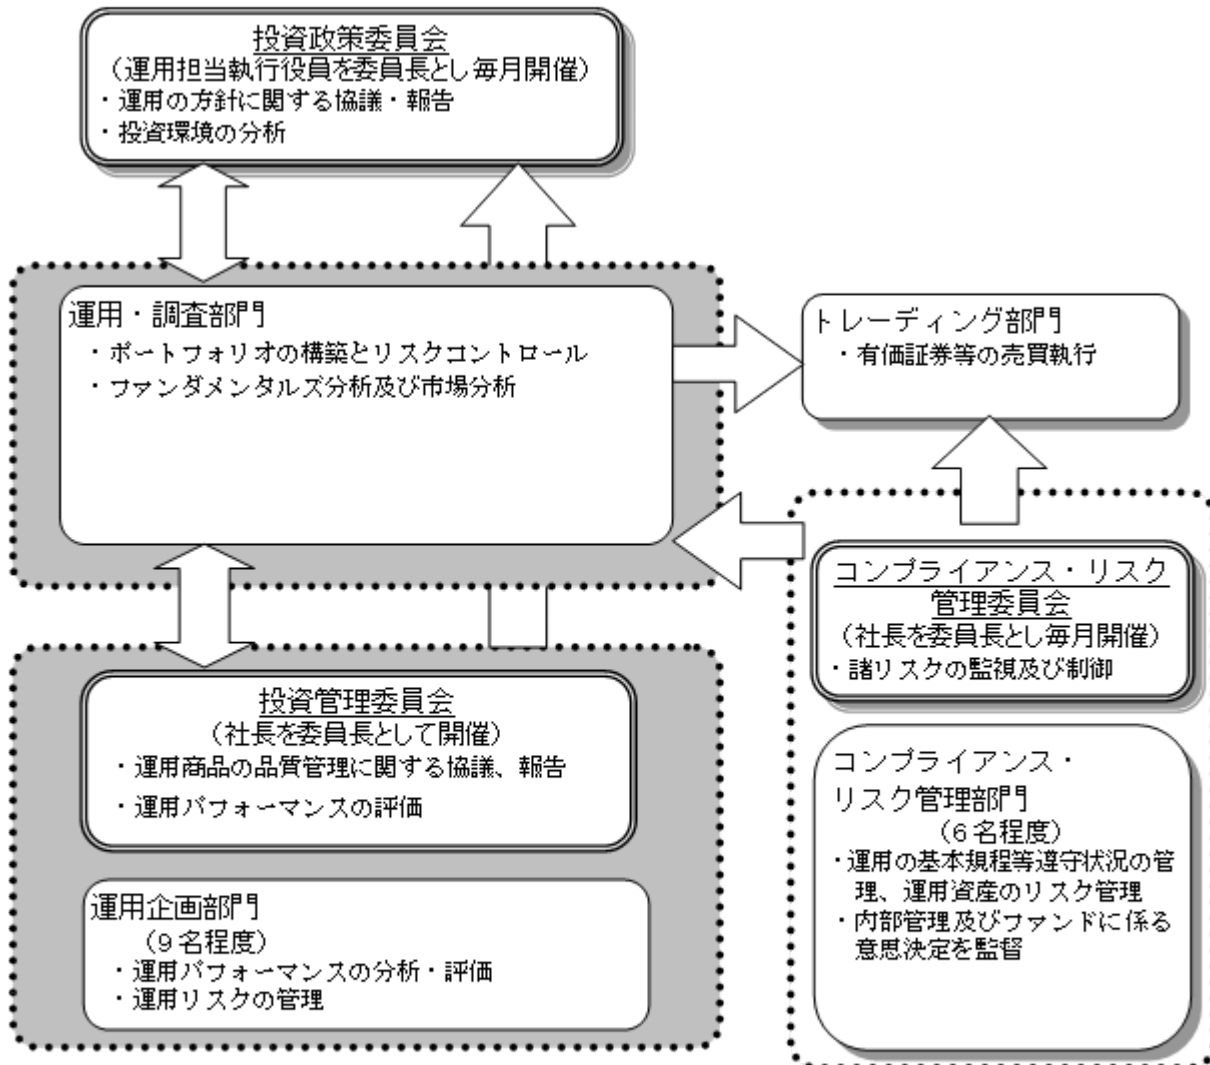 投資政策委員会
（運用担当執行役員を委員長とし毎月開催）
・運用の方針に関する協議・報告
・投資環境の分析
運用・調査部門
・ポートフォリオの構築とリスクコントロール
・ファンダメンタルズ分析及び市場分析
トレーディング部門
・有価証券等の売買執行
コンプライアンス・リスク
管理委員会
（社長を委員長とし毎月開催）
・諸リスクの監視及び制御
投資管理委員会
（社長を委員長として開催）
・運用商品の品質管理に関する協議、報告
・運用パフォーマンスの評価
コンプライアンス・
リスク管理部門
（６名程度）
・運用の基本規程等遵守状況の管
理、運用資産のリスク管理
・内部管理及びファンドに係る
意思決定を監督
運用企画部門
（９名程度）
・運用パフォーマンスの分析・評価
・運用リスクの管理